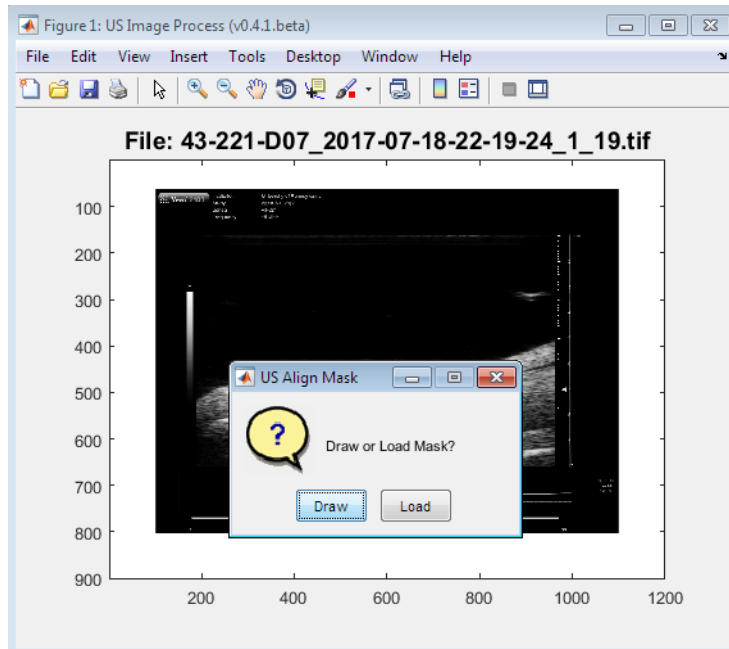 Figure 1: US Image Process (v0.4.1.beta)
File Edit View Insert Tools Desktop Window Help
File: 43-221-D07_2017-07-18-22-19-24_1_19.tif
100
200
300
400
500
600
700
800
900
US Align Mask
?
Draw or Load Mask?
Draw Load
200 400 600 800 1000 1200